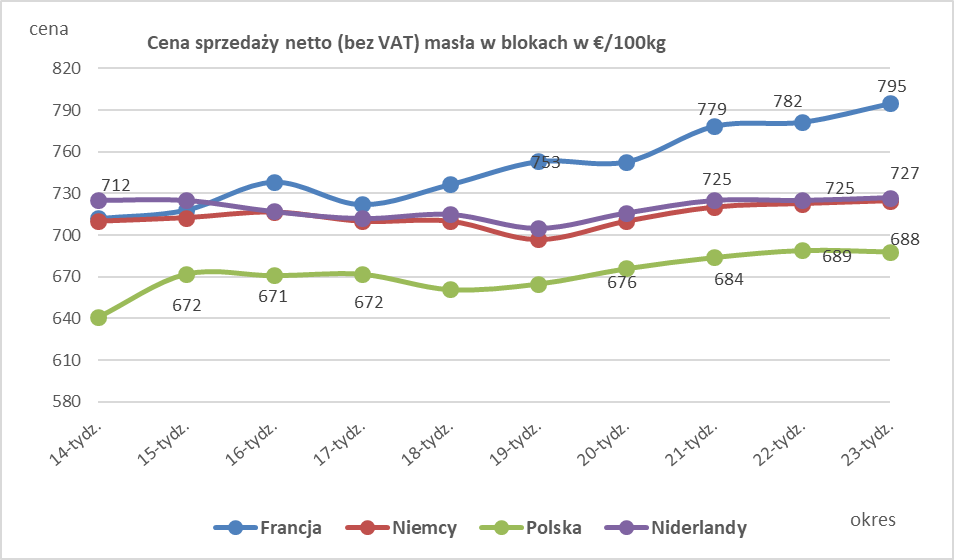 cena
Cena sprzedaży netto (bez VAT) masła w blokach w €/100kg
820
790
760
730
700
670
640
610
580
795
779
782
753
712
727
725
725
688
689
684
676
672
671
672
14-tydz.
15-tydz.
16-tydz.
17-tydz.
18-tydz.
19-tydz.
20-tydz.
21-tydz.
22-tydz.
23-tydz.
okres
Francja Niemcy Polska Niderlandy